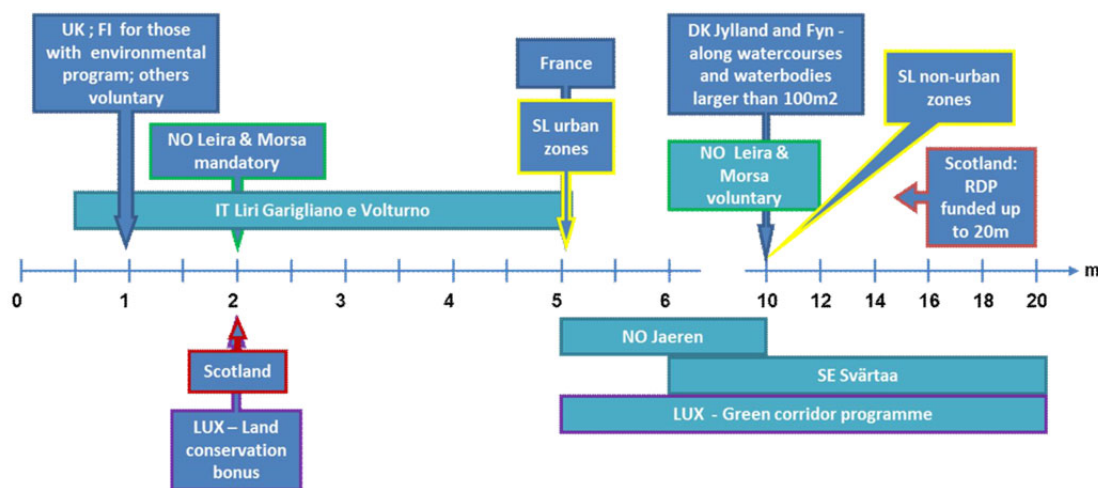 UK ; FI for those
with environmental
program; others
voluntary
NO Leira & Morsa
mandatory
IT Liri Garigliano e Volturno
France
SL urban
zones
DK Jylland and Fyn -
along watercourses
and waterbodies
larger than 100m2
NO Leira &
Morsa
voluntary
SL non-urban
zones
Scotland:
RDP
funded up
to 20m
0 1 2 3 4 5 6 10 12 14 16 18 20 m
Scotland
LUX – Land
conservation
bonus
NO Jaeren
SE Svärtaa
LUX - Green corridor programme